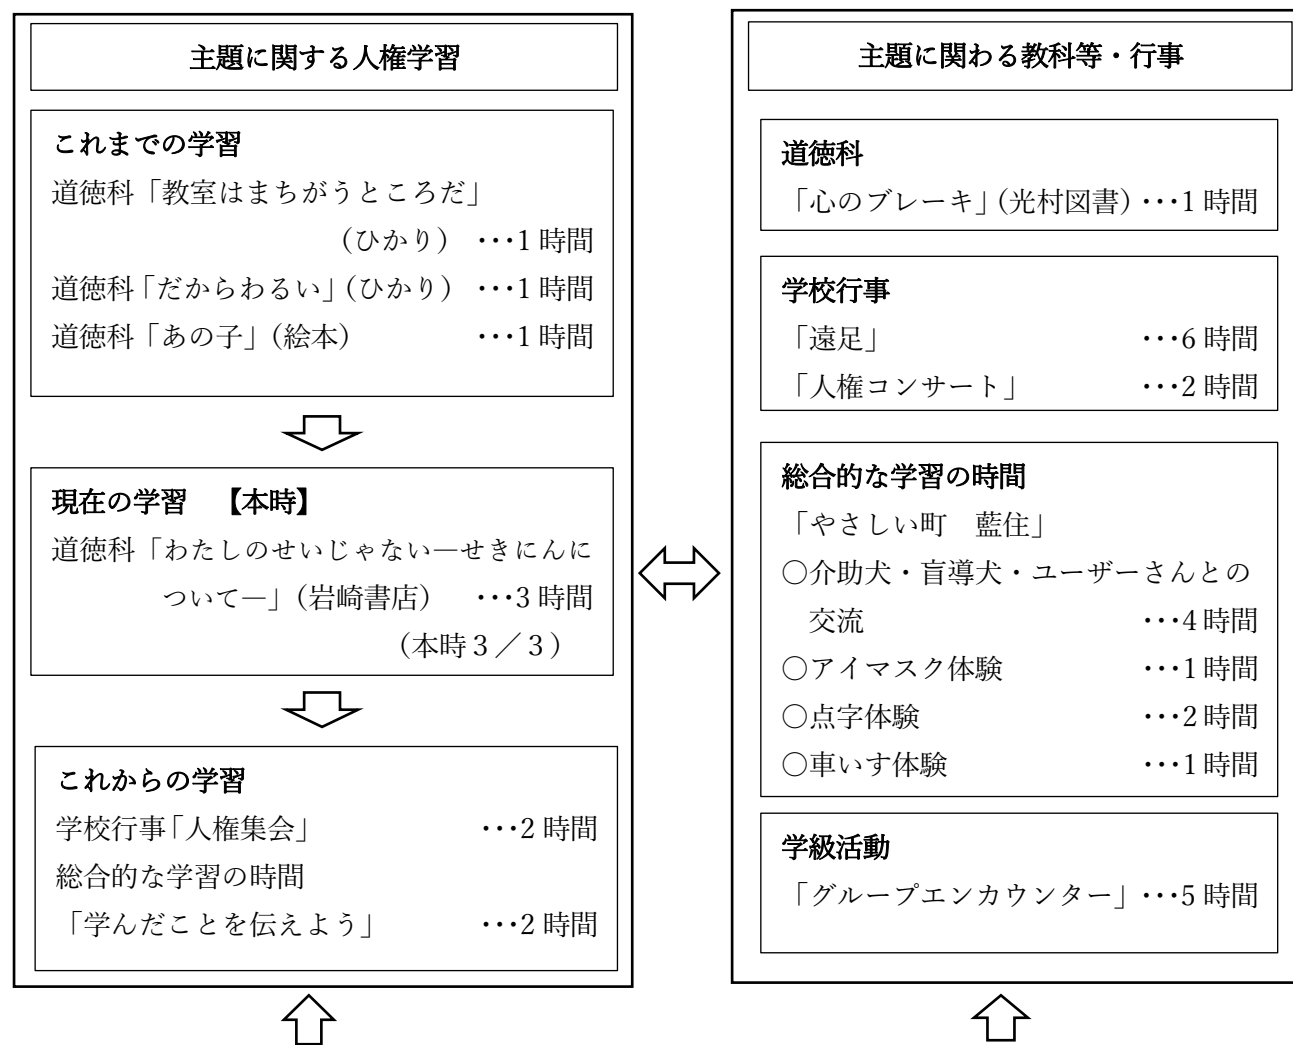 主題に関する人権学習
これまでの学習
道徳科「教室はまちがうところだ」
（ひかり）　･･･1 時間
道徳科「だからわるい」（ひかり）　･･･1 時間
道徳科「あの子」（絵本）　･･･1 時間
現在の学習　【本時】
道徳科「わたしのせいじゃない―せきにんに
ついて―」（岩崎書店）　･･･3 時間
（本時３／３）
これからの学習
学校行事「人権集会」　･･･2 時間
総合的な学習の時間
「学んだことを伝えよう」　･･･2 時間
主題に関わる教科等・行事
道徳科
「心のブレーキ」（光村図書）･･･1 時間
学校行事
「遠足」　･･･6 時間
「人権コンサート」　･･･2 時間
総合的な学習の時間
「やさしい町　藍住」
○介助犬・盲導犬・ユーザーさんとの
交流　･･･4 時間
○アイマスク体験　･･･1 時間
○点字体験　･･･2 時間
○車いす体験　･･･1 時間
学級活動
「グループエンカウンター」･･･5 時間